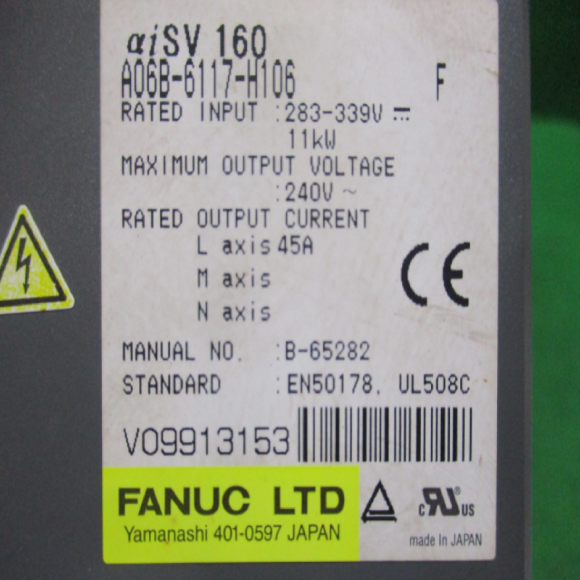 αiSV 160
A06B-6117-H106 F
RATED INPUT :283-339V ⎓
11kW
MAXIMUM OUTPUT VOLTAGE
:240V ~
RATED OUTPUT CURRENT
L axis 45A
M axis
N axis
CE
MANUAL NO. :B-65282
STANDARD :EN50178, UL508C
V09913153
FANUC LTD
Yamanashi 401-0597 JAPAN
c RU US
made in JAPAN